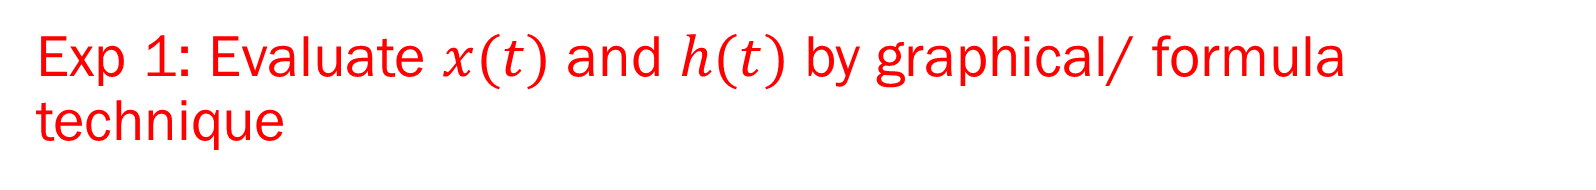 Exp 1: Evaluate x(t) and h(t) by graphical/ formula
technique